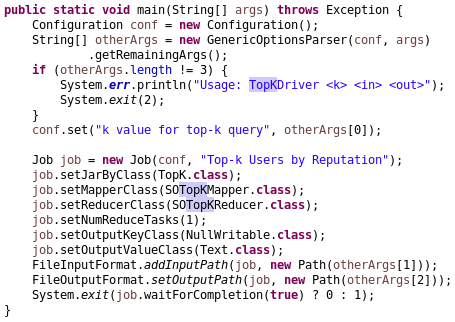 public static void main(String[] args) throws Exception {
    Configuration conf = new Configuration();
    String[] otherArgs = new GenericOptionsParser(conf, args)
            .getRemainingArgs();
    if (otherArgs.length != 3) {
        System.err.println("Usage: TopKDriver <k> <in> <out>");
        System.exit(2);
    }
    conf.set("k value for top-k query", otherArgs[0]);

    Job job = new Job(conf, "Top-k Users by Reputation");
    job.setJarByClass(TopK.class);
    job.setMapperClass(SOTopKMapper.class);
    job.setReducerClass(SOTopKReducer.class);
    job.setNumReduceTasks(1);
    job.setOutputKeyClass(NullWritable.class);
    job.setOutputValueClass(Text.class);
    FileInputFormat.addInputPath(job, new Path(otherArgs[1]));
    FileOutputFormat.setOutputPath(job, new Path(otherArgs[2]));
    System.exit(job.waitForCompletion(true) ? 0 : 1);
}